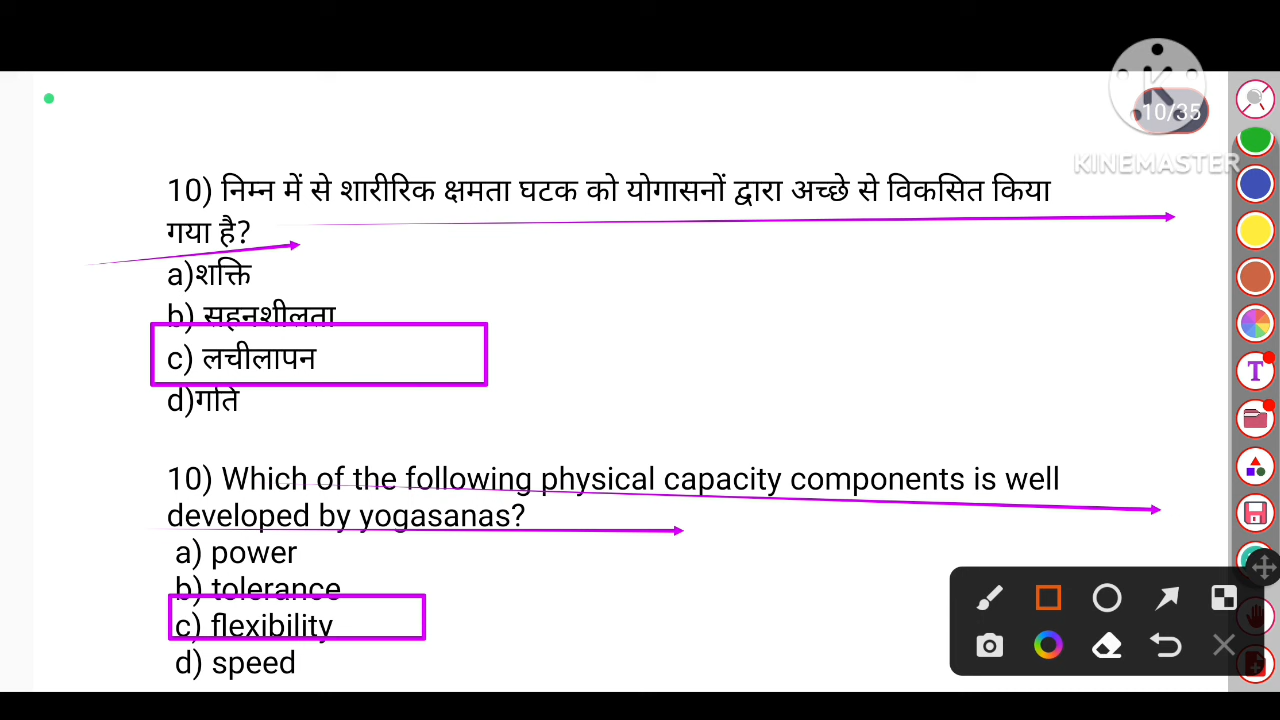 10/35
KINEMASTER
10) निम्न में से शारीरिक क्षमता घटक को योगासनों द्वारा अच्छे से विकसित किया
गया है?
a)शक्ति
b) सहनशीलता
c) लचीलापन
d)गति
10) Which of the following physical capacity components is well
developed by yogasanas?
a) power
b) tolerance
c) flexibility
d) speed
T